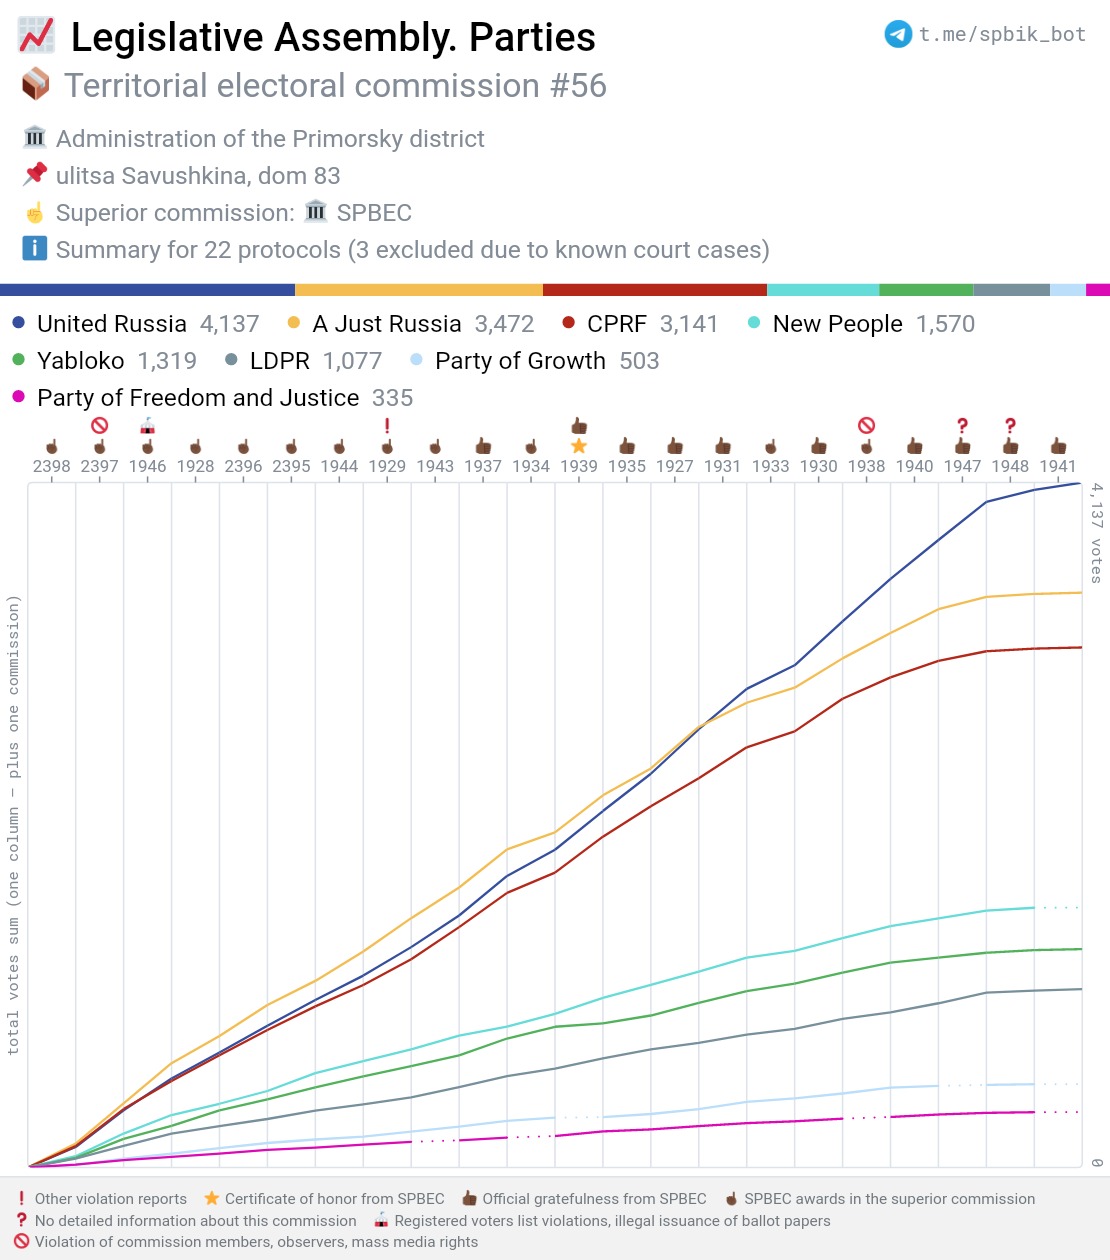 Legislative Assembly. Parties
t.me/spbik_bot
Territorial electoral commission #56
Administration of the Primorsky district
ulitsa Savushkina, dom 83
Superior commission: SPBEC
Summary for 22 protocols (3 excluded due to known court cases)
United Russia 4,137 A Just Russia 3,472 CPRF 3,141 New People 1,570
Yabloko 1,319 LDPR 1,077 Party of Growth 503
Party of Freedom and Justice 335
2398 2397 1946 1928 2396 2395 1944 1929 1943 1937 1934 1939 1935 1927 1931 1933 1930 1938 1940 1947 1948 1941
4,137 votes
total votes sum (one column – plus one commission)
0
Other violation reports Certificate of honor from SPBEC Official gratefulness from SPBEC SPBEC awards in the superior commission
No detailed information about this commission Registered voters list violations, illegal issuance of ballot papers
Violation of commission members, observers, mass media rights